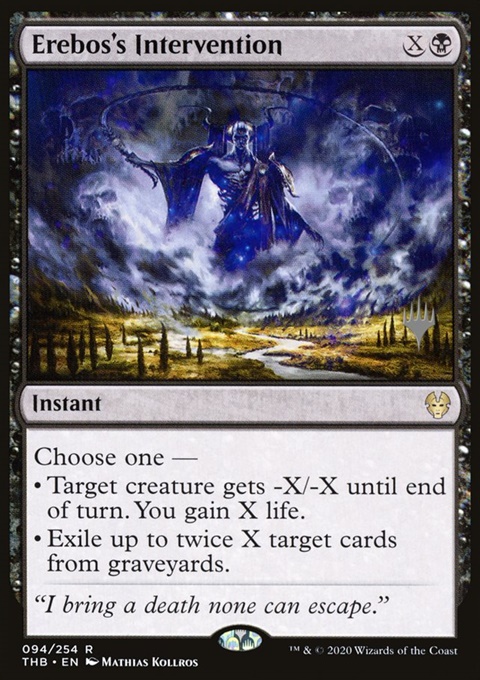 Erebos's Intervention X
Instant
Choose one —
• Target creature gets -X/-X until end
of turn. You gain X life.
• Exile up to twice X target cards
from graveyards.
“I bring a death none can escape.”
094/254 R
THB • EN Mathias Kollros
™ & © 2020 Wizards of the Coast